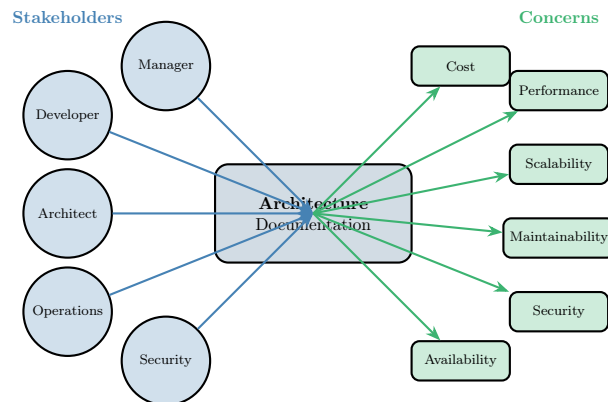 Stakeholders
Concerns
Manager
Developer
Architect
Operations
Security
Architecture
Documentation
Cost
Performance
Scalability
Maintainability
Security
Availability